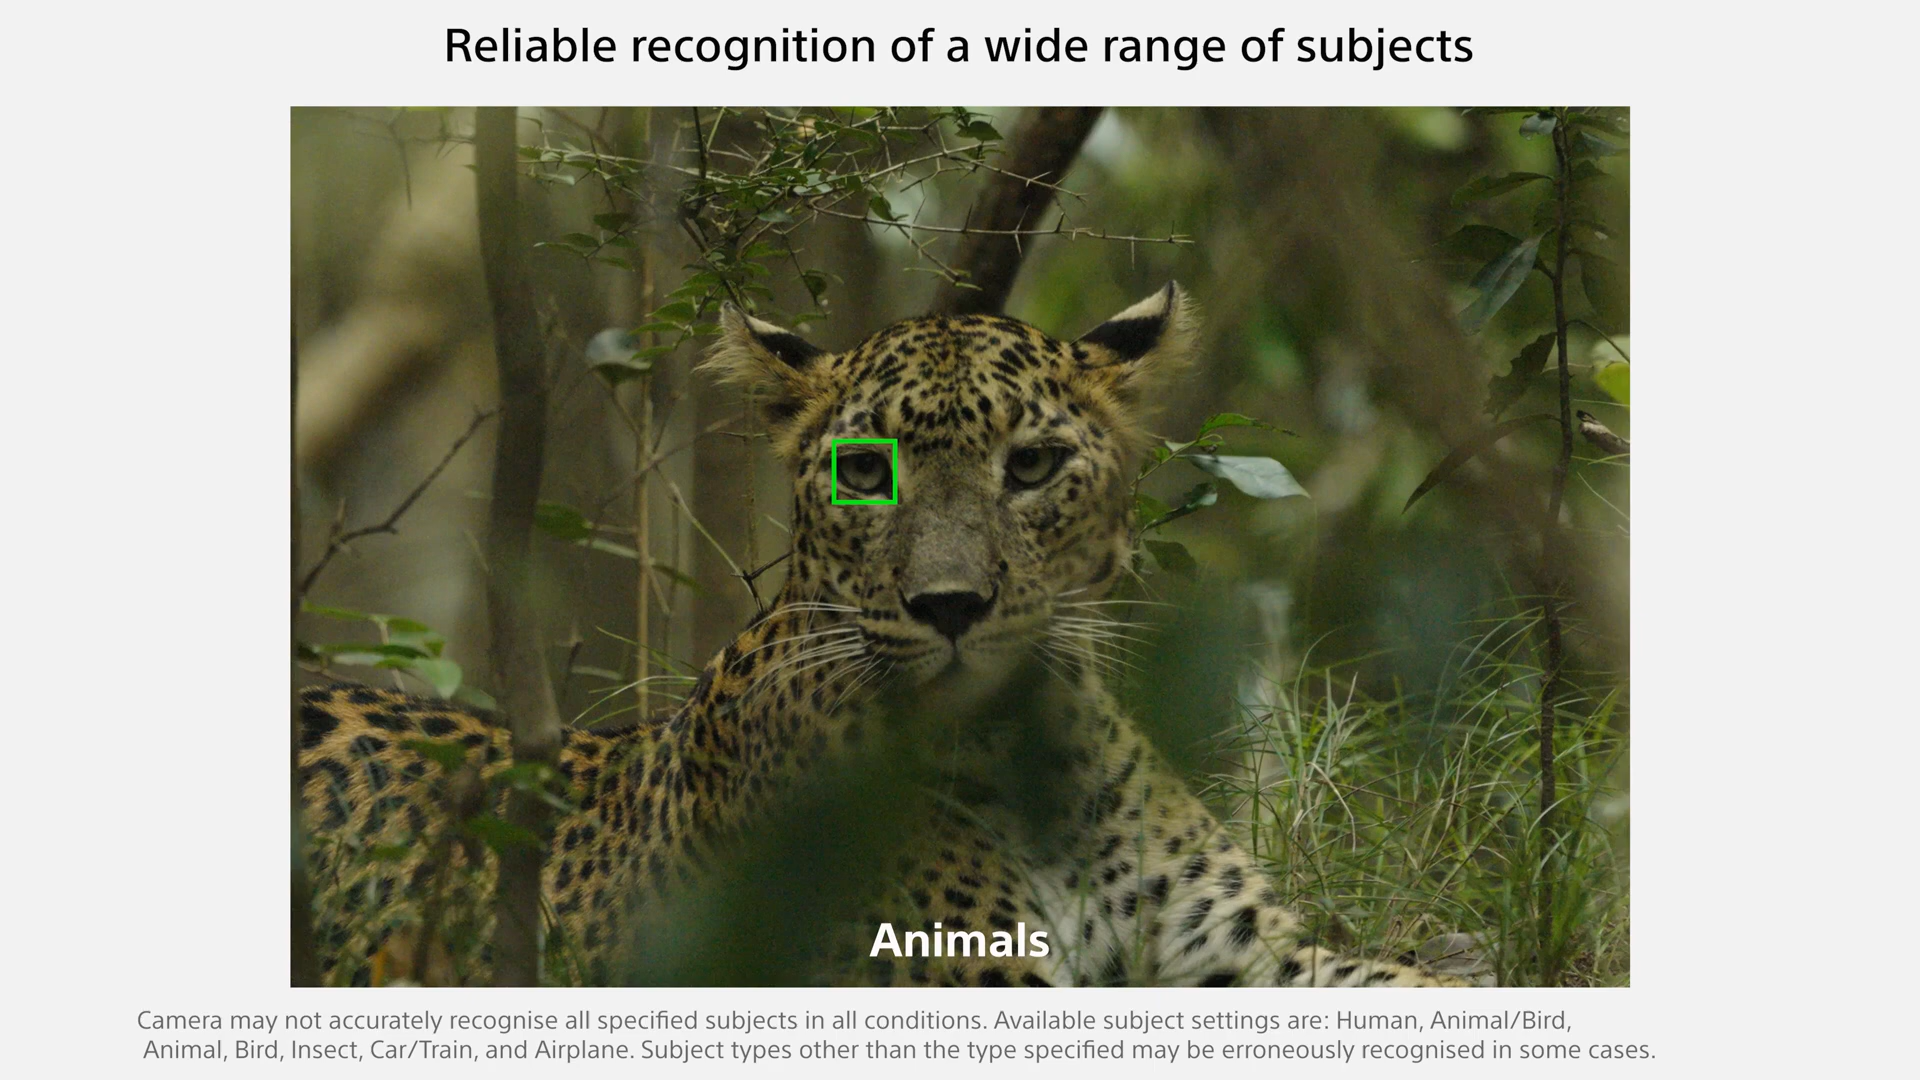 Reliable recognition of a wide range of subjects
Animals
Camera may not accurately recognise all specified subjects in all conditions. Available subject settings are: Human, Animal/Bird,
Animal, Bird, Insect, Car/Train, and Airplane. Subject types other than the type specified may be erroneously recognised in some cases.